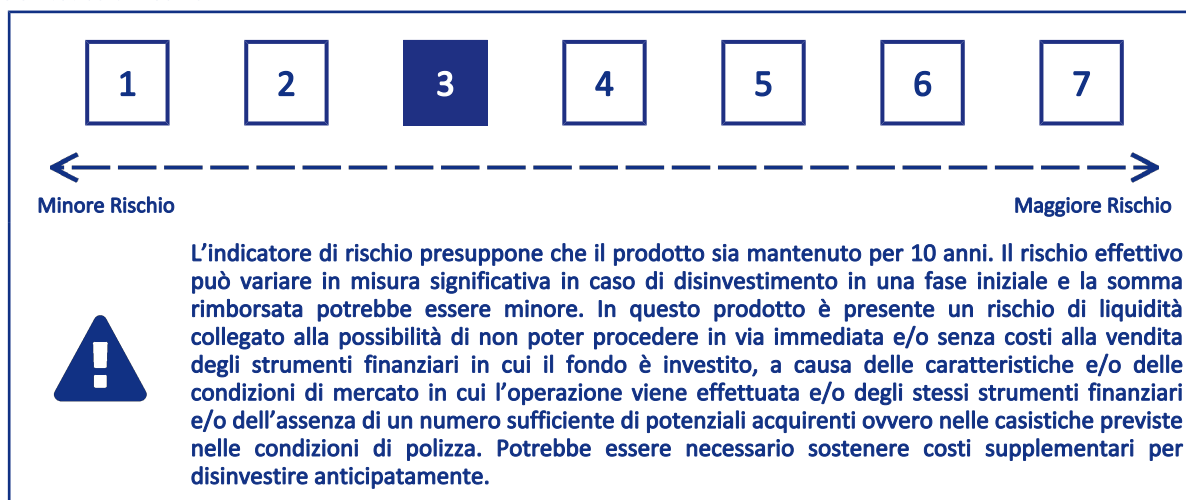 1 2 3 4 5 6 7
Minore Rischio Maggiore Rischio
L’indicatore di rischio presuppone che il prodotto sia mantenuto per 10 anni. Il rischio effettivo
può variare in misura significativa in caso di disinvestimento in una fase iniziale e la somma
rimborsata potrebbe essere minore. In questo prodotto è presente un rischio di liquidità
collegato alla possibilità di non poter procedere in via immediata e/o senza costi alla vendita
degli strumenti finanziari in cui il fondo è investito, a causa delle caratteristiche e/o delle
condizioni di mercato in cui l’operazione viene effettuata e/o degli stessi strumenti finanziari
e/o dell’assenza di un numero sufficiente di potenziali acquirenti ovvero nelle casistiche previste
nelle condizioni di polizza. Potrebbe essere necessario sostenere costi supplementari per
disinvestire anticipatamente.